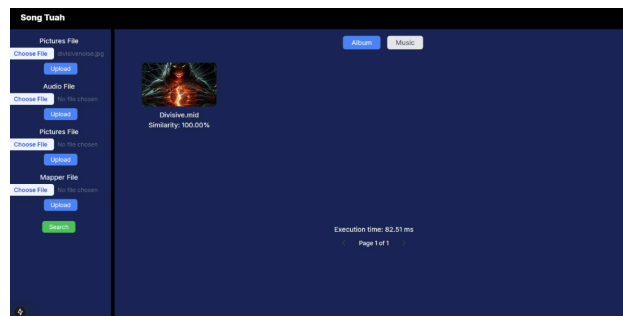 Song Tuah
Pictures File
Choose File divisivenoise.jpg
Upload
Audio File
Choose File No file chosen
Upload
Pictures File
Choose File No file chosen
Upload
Mapper File
Choose File No file chosen
Upload
Search
Album Music
Divisive.mid
Similarity: 100.00%
Execution time: 82.51 ms
< Page 1 of 1 >